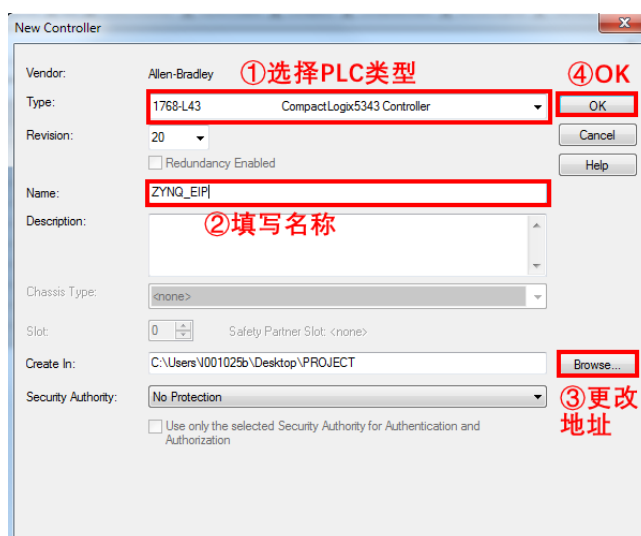 New Controller
Vendor: Allen-Bradley ①选择PLC类型 ④OK
Type: 1768-L43 CompactLogix5343 Controller OK
Revision: 20 Cancel
Redundancy Enabled Help
Name: ZYNQ_EIP
Description: ②填写名称
Chassis Type: <none>
Slot: 0 Safety Partner Slot: <none>
Create In: C:\Users\I001025b\Desktop\PROJECT Browse...
Security Authority: No Protection ③更改
地址
Use only the selected Security Authority for Authentication and
Authorization